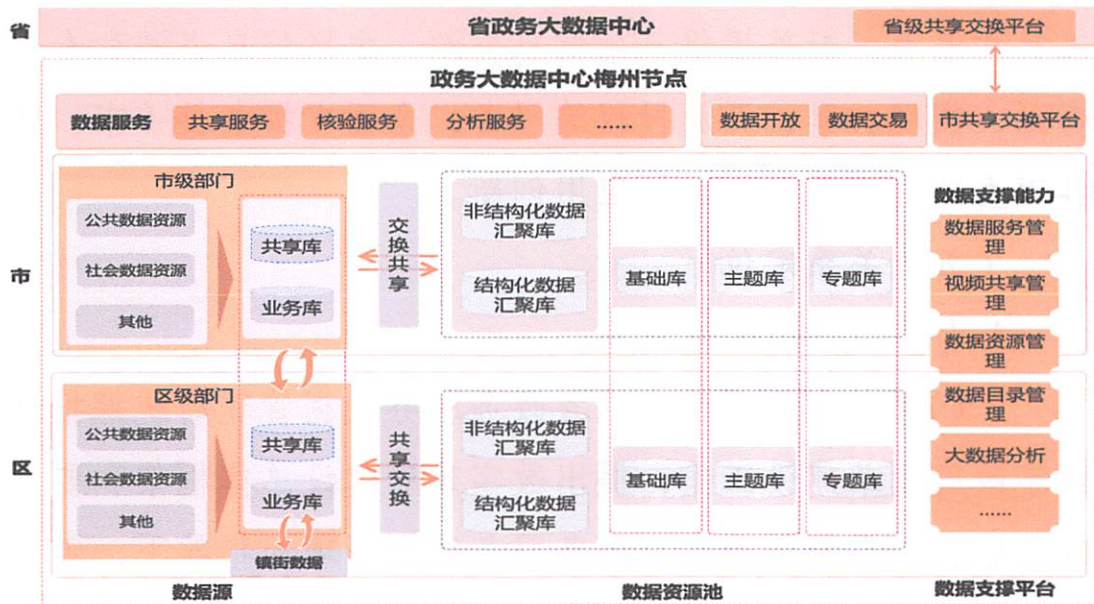 省
省政务大数据中心
省级共享交换平台
政务大数据中心梅州节点
数据服务
共享服务
核验服务
分析服务
......
数据开放
数据交易
市共享交换平台
市
市级部门
公共数据资源
社会数据资源
其他
共享库
业务库
交换共享
非结构化数据
汇聚库
结构化数据
汇聚库
基础库
主题库
专题库
数据支撑能力
数据服务管
理
视频共享管
理
数据资源管
理
数据目录管
理
大数据分析
......
区
区级部门
公共数据资源
社会数据资源
其他
共享库
业务库
镇街数据
共享交换
非结构化数据
汇聚库
结构化数据
汇聚库
基础库
主题库
专题库
数据源
数据资源池
数据支撑平台